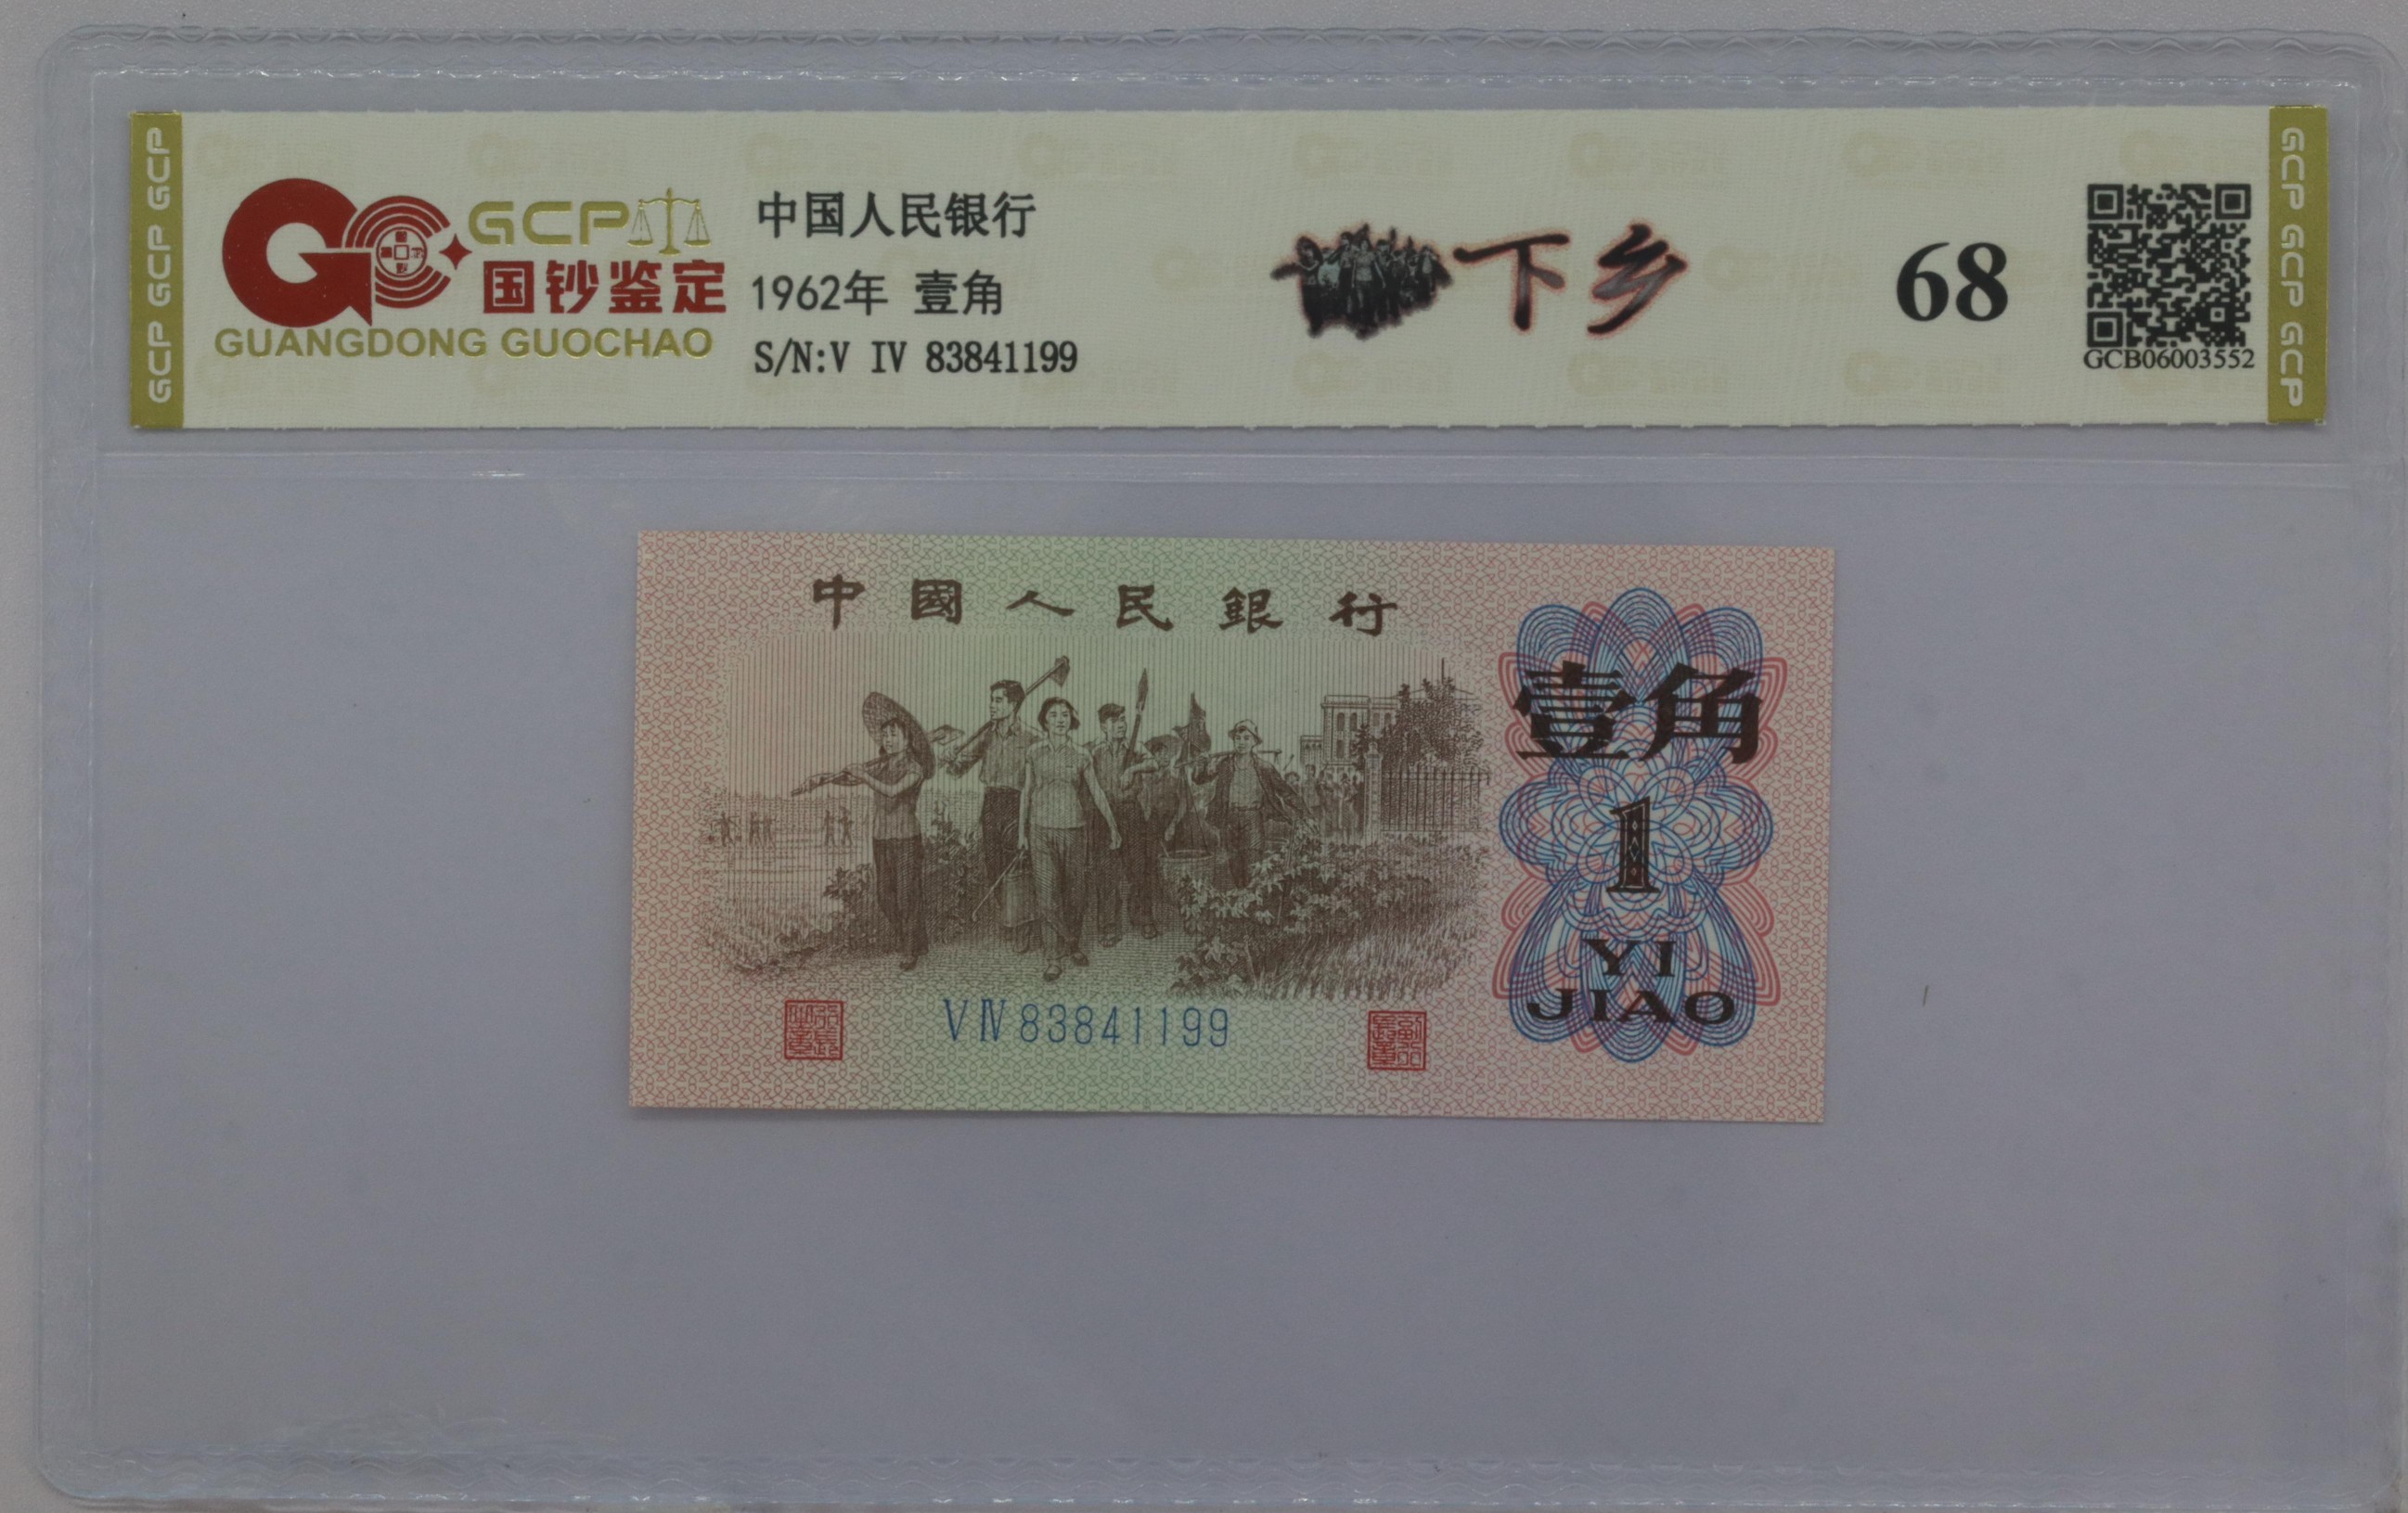 GCP GCP GCP
GCP
国钞鉴定
GUANGDONG GUOCHAO
中国人民银行
1962年 壹角
S/N:V IV 83841199
下乡
68
GCB06003552
GCP GCP GCP
中國人民銀行
壹角
1
YI
JIAO
V IV 83841199